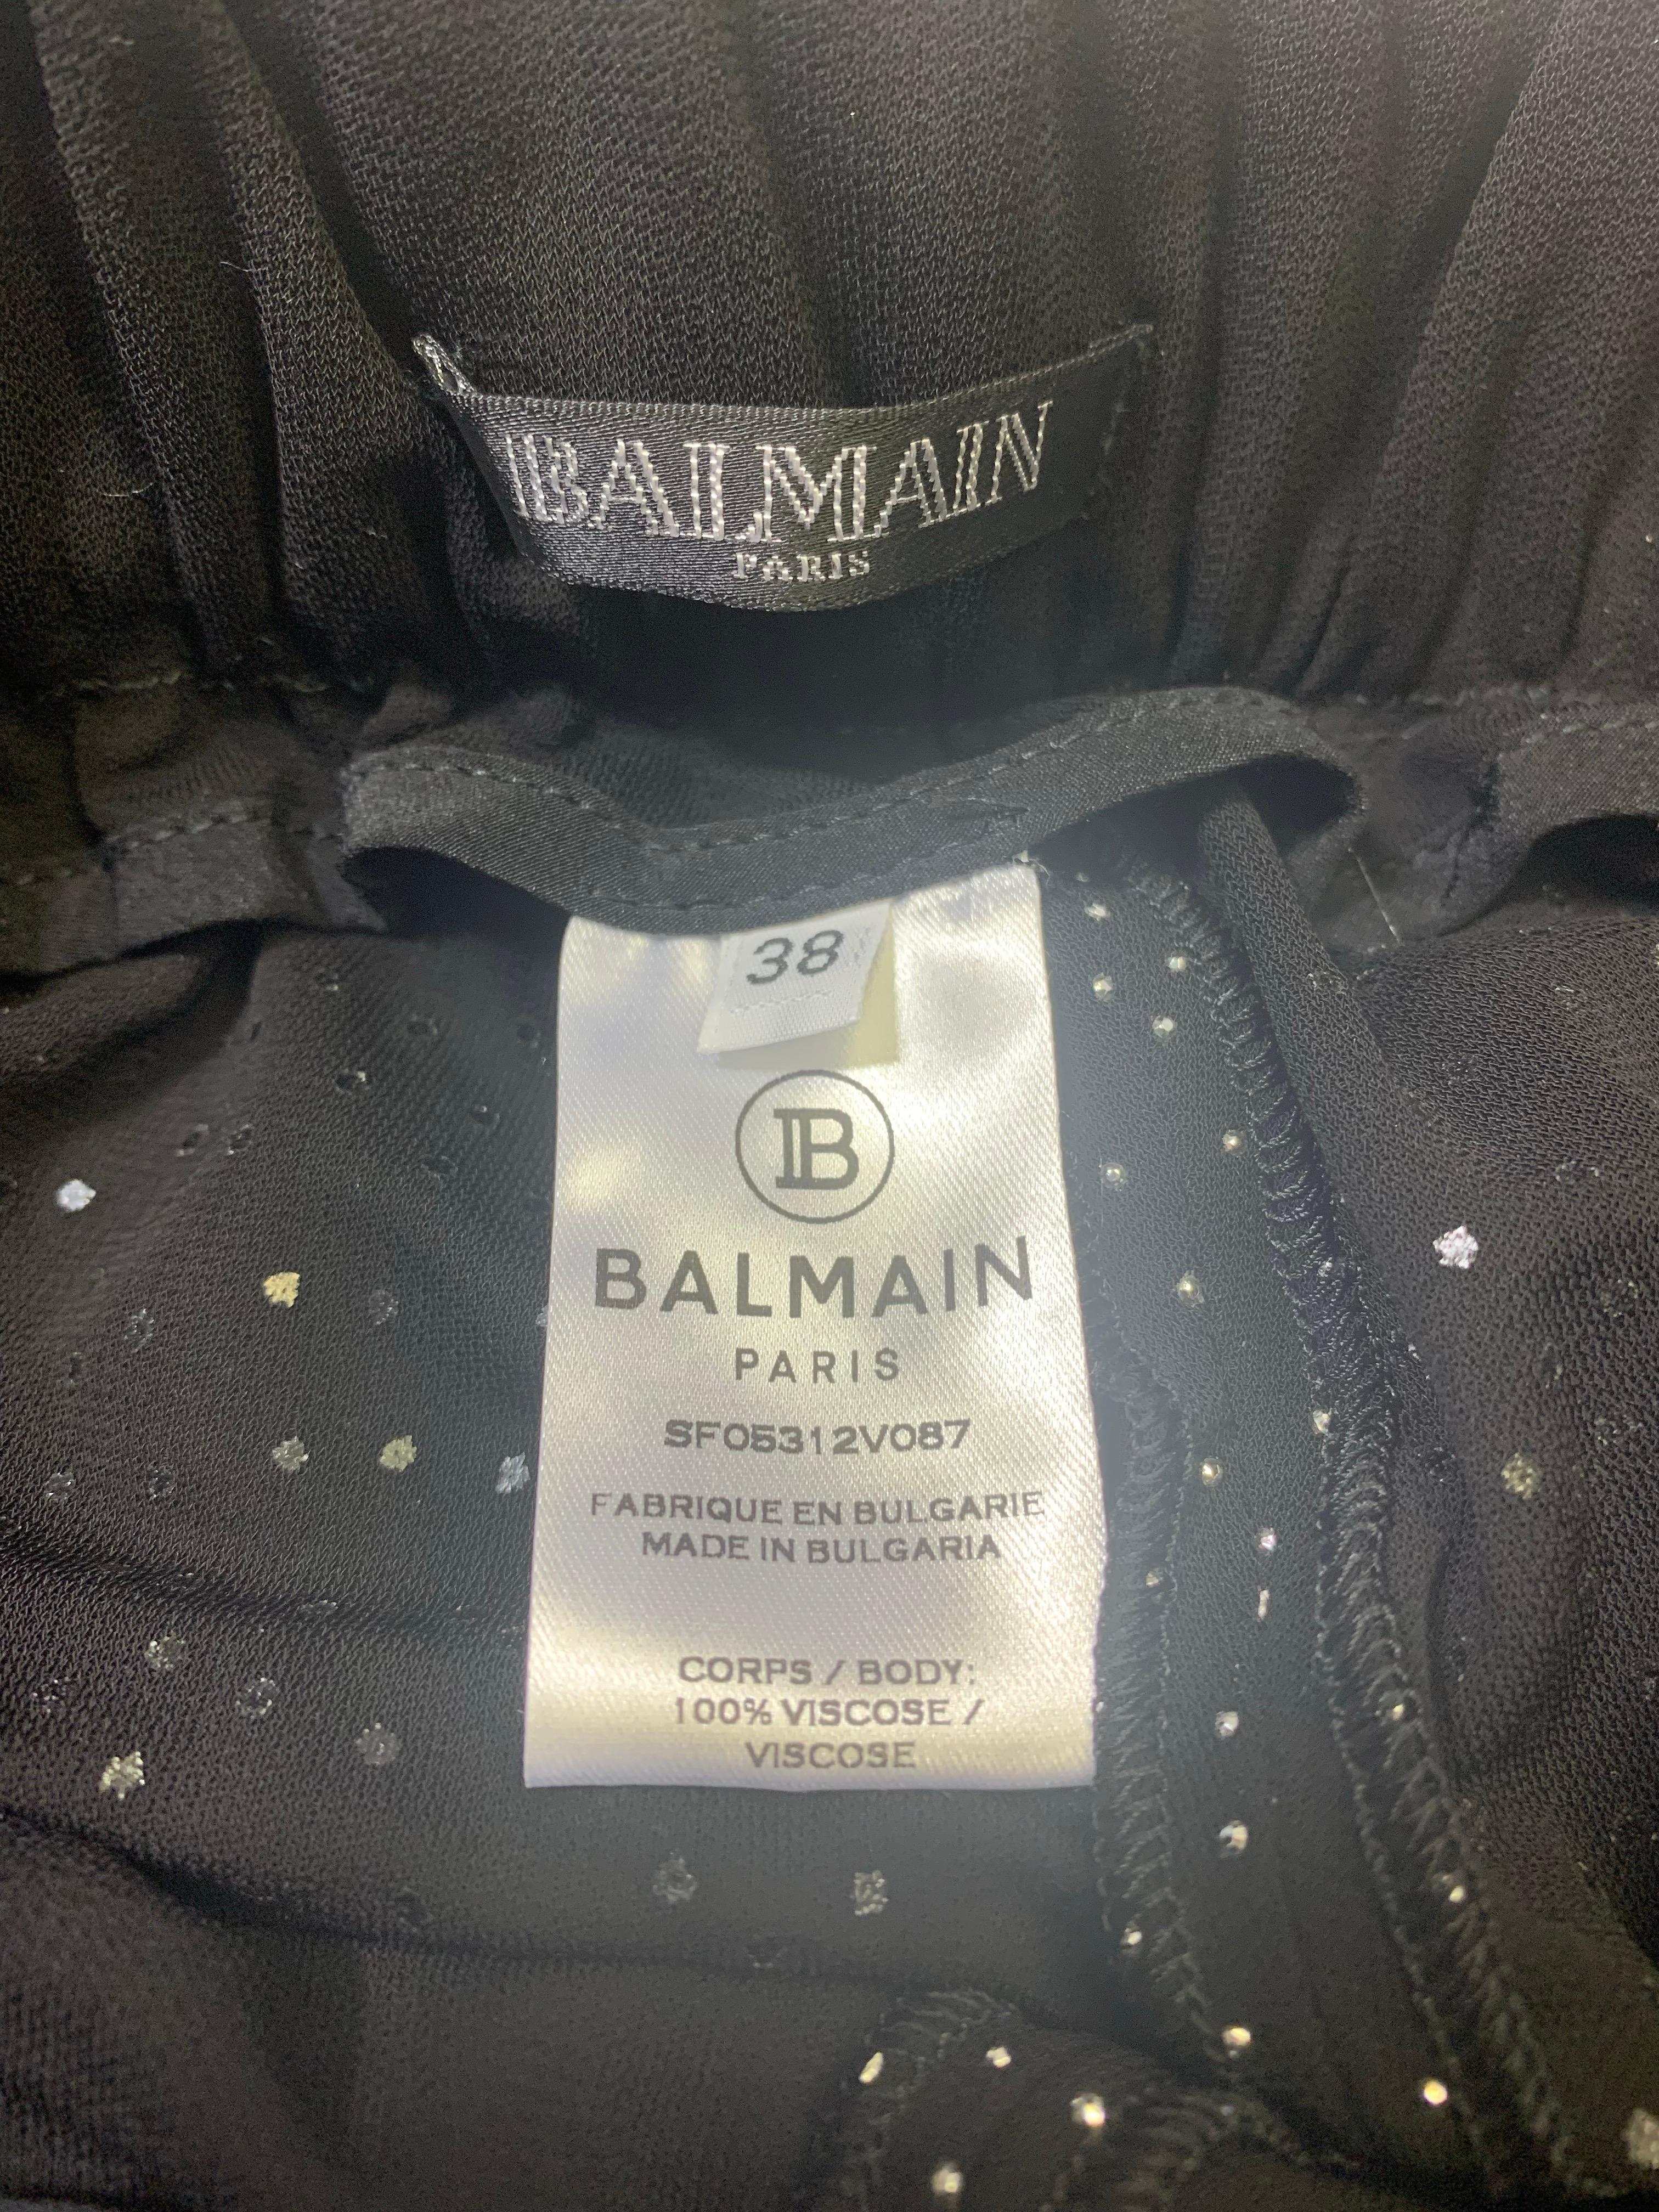 BALMAIN
PARIS
38
B
BALMAIN
PARIS
SF05312V087
FABRIQUE EN BULGARIE
MADE IN BULGARIA
CORPS / BODY:
100% VISCOSE /
VISCOSE